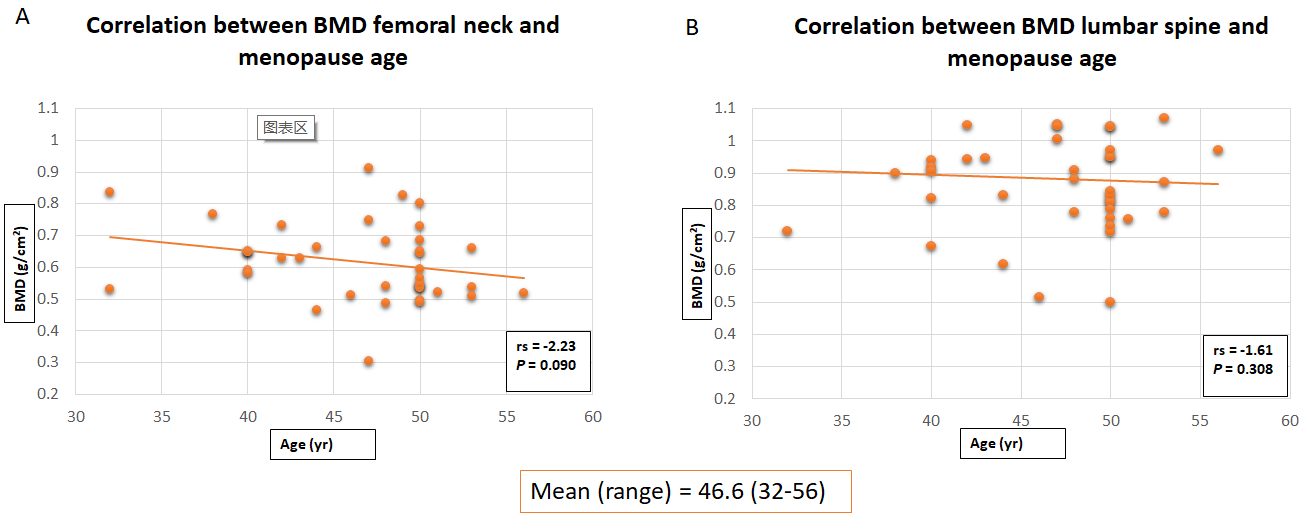 A
Correlation between BMD femoral neck and
menopause age
1.1
1
0.9
0.8
0.7
0.6
0.5
0.4
0.3
0.2
BMD (g/cm²)
图表区
rs = -2.23
P = 0.090
30 35 40 45 50 55 60
Age (yr)
B
Correlation between BMD lumbar spine and
menopause age
1.1
1
0.9
0.8
0.7
0.6
0.5
0.4
0.3
0.2
BMD (g/cm²)
rs = -1.61
P = 0.308
30 35 40 45 50 55 60
Age (yr)
Mean (range) = 46.6 (32-56)